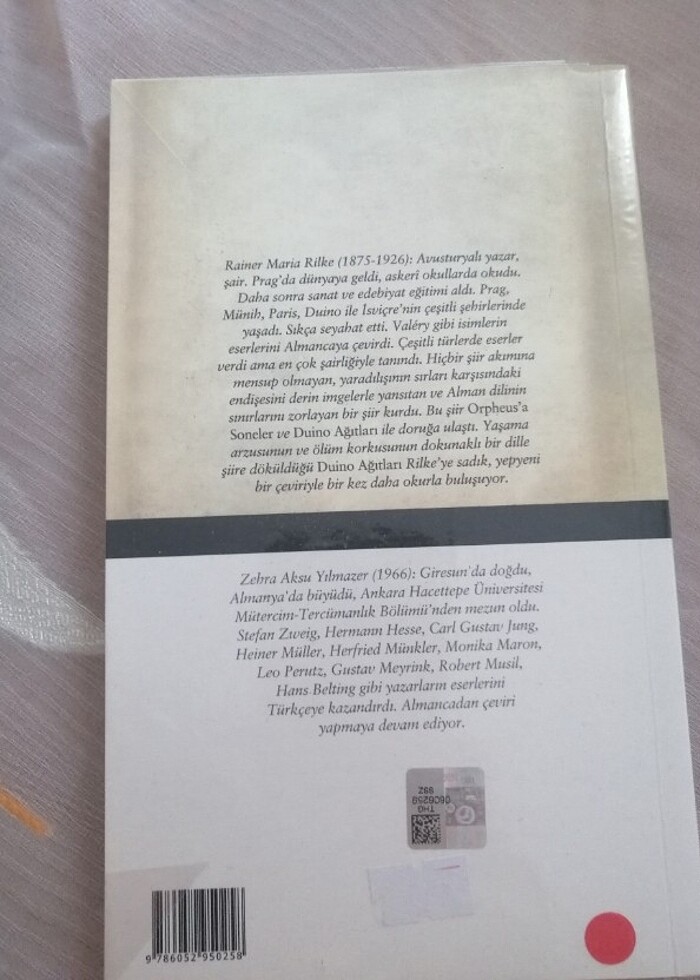 Rainer Maria Rilke (1875-1926): Avusturyalı yazar,
şair. Prag'da dünyaya geldi, askerî okullarda okudu.
Daha sonra sanat ve edebiyat eğitimi aldı. Prag,
Münih, Paris, Duino ile İsviçre'nin çeşitli şehirlerinde
yaşadı. Sıkça seyahat etti. Valéry gibi isimlerin
eserlerini Almancaya çevirdi. Çeşitli türlerde eserler
verdi ama en çok şairliğiyle tanındı. Hiçbir şiir akımına
mensup olmayan, yaradılışının sırları karşısındaki
endişesini derin imgelerle yansıtan ve Alman dilinin
sınırlarını zorlayan bir şiir kurdu. Bu şiir Orpheus'a
Soneler ve Duino Ağıtları ile doruğa ulaştı. Yaşama
arzusunun ve ölüm korkusunun dokunaklı bir dille
şiire döküldüğü Duino Ağıtları Rilke'ye sadık, yepyeni
bir çeviriyle bir kez daha okurla buluşuyor.
Zehra Aksu Yılmazer (1966): Giresun'da doğdu,
Almanya'da büyüdü, Ankara Hacettepe Üniversitesi
Mütercim-Tercümanlık Bölümü'nden mezun oldu.
Stefan Zweig, Hermann Hesse, Carl Gustav Jung,
Heiner Müller, Herfried Münkler, Monika Maron,
Leo Perutz, Gustav Meyrink, Robert Musil,
Hans Belting gibi yazarların eserlerini
Türkçeye kazandırdı. Almancadan çeviri
yapmaya devam ediyor.
THG
9 786052 950258